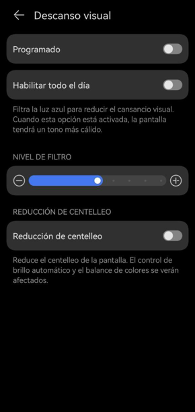 Descanso visual
Programado
Habilitar todo el día
Filtra la luz azul para reducir el cansancio visual.
Cuando esta opción está activada, la pantalla
tendrá un tono más cálido.
NIVEL DE FILTRO
REDUCCIÓN DE CENTELLEO
Reducción de centelleo
Reduce el centelleo de la pantalla. El control de
brillo automático y el balance de colores se verán
afectados.